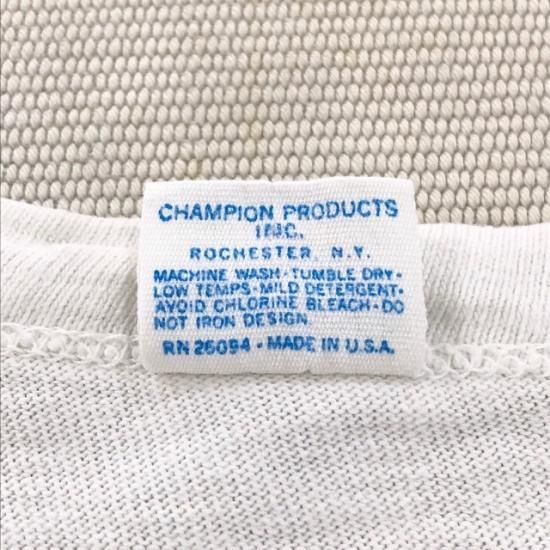 CHAMPION PRODUCTS
INC.
ROCHESTER, N.Y.
MACHINE WASH-TUMBLE DRY-
LOW TEMPS-MILD DETERGENT-
AVOID CHLORINE BLEACH-DO
NOT IRON DESIGN
RN 26094 - MADE IN U.S.A.